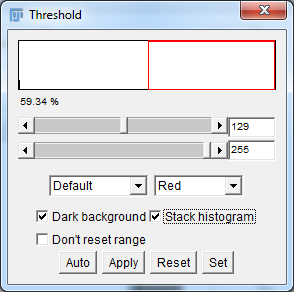 Threshold
59.34 %
129
255
Default Red
Dark background Stack histogram
Don't reset range
Auto Apply Reset Set